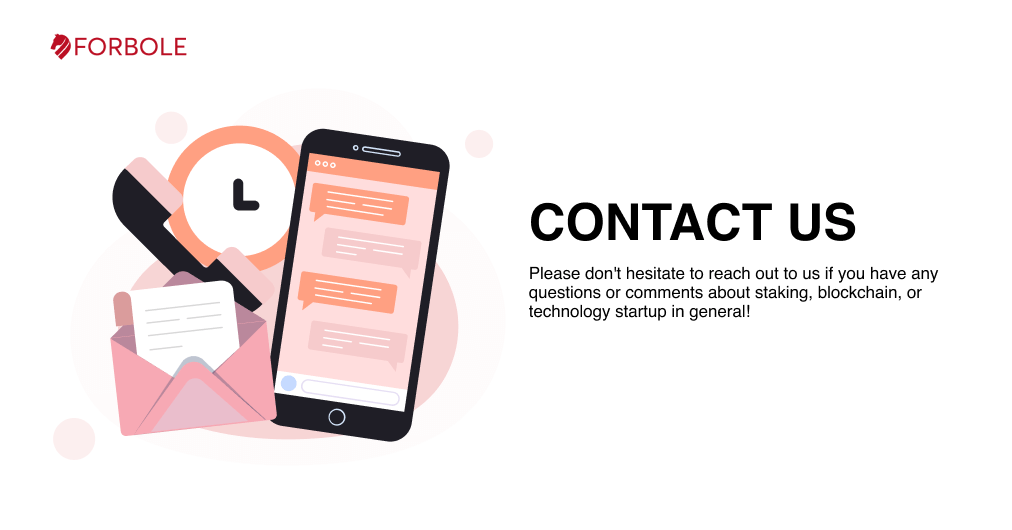 FORBOLE
CONTACT US
Please don't hesitate to reach out to us if you have any
questions or comments about staking, blockchain, or
technology startup in general!